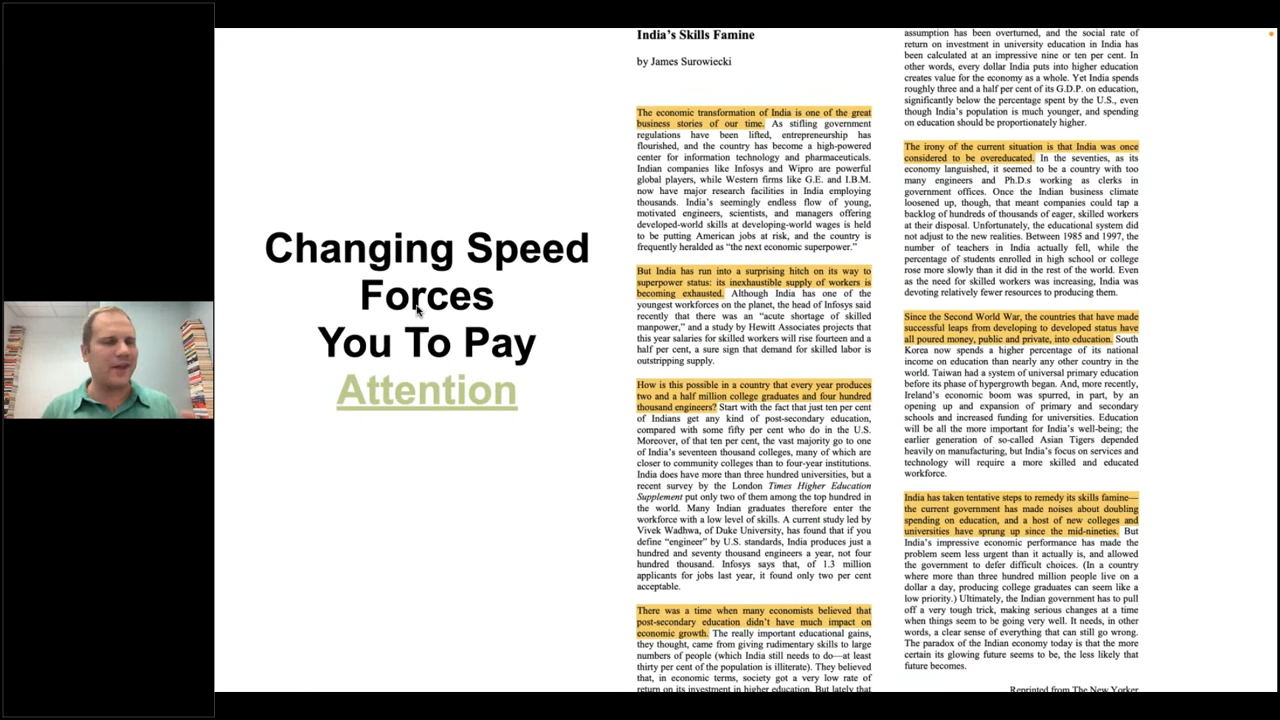 Changing Speed
Forces
You To Pay
Attention
India's Skills Famine
by James Surowiecki
The economic transformation of India is one of the great
business stories of our time. As stifling government
regulations have been lifted, entrepreneurship has
flourished, and the country has become a high-powered
center for information technology and pharmaceuticals.
Indian companies like Infosys and Wipro are powerful
global players, while Western firms like G.E. and I.B.M.
now have major research facilities in India employing
thousands. India's seemingly endless flow of young,
motivated engineers, scientists, and managers offering
developed-world skills at developing-world wages is held
to be putting American jobs at risk, and the country is
frequently heralded as “the next economic superpower.”
But India has run into a surprising hitch on its way to
superpower status: its inexhaustible supply of workers is
becoming exhausted. Although India has one of the
youngest workforces on the planet, the head of Infosys said
recently that there was an “acute shortage of skilled
manpower,” and a study by Hewitt Associates projects that
this year salaries for skilled workers will rise fourteen and a
half per cent, a sure sign that demand for skilled labor is
outstripping supply.
How is this possible in a country that every year produces
two and a half million college graduates and four hundred
thousand engineers? Start with the fact that just ten per cent
of Indians get any kind of post-secondary education,
compared with some fifty per cent who do in the U.S.
Moreover, of that ten per cent, the vast majority go to one
of India's seventeen thousand colleges, many of which are
closer to community colleges than to four-year institutions.
India does have more than three hundred universities, but a
recent survey by the London Times Higher Education
Supplement put only two of them among the top hundred in
the world. Many Indian graduates therefore enter the
workforce with a low level of skills. A current study led by
Vivek Wadhwa, of Duke University, has found that if you
define “engineer” by U.S. standards, India produces just a
hundred and seventy thousand engineers a year, not four
hundred thousand. Infosys says that, of 1.3 million
applicants for jobs last year, it found only two per cent
acceptable.
There was a time when many economists believed that
post-secondary education didn't have much impact on
economic growth. The really important educational gains,
they thought, came from giving rudimentary skills to large
numbers of people (which India still needs to do—at least
thirty per cent of the population is illiterate). They believed
that, in economic terms, society got a very low rate of
return on its investment in higher education. But lately that
assumption has been overturned, and the social rate of
return on investment in university education in India has
been calculated at an impressive nine or ten per cent. In
other words, every dollar India puts into higher education
creates value for the economy as a whole. Yet India spends
roughly three and a half per cent of its G.D.P. on education,
significantly below the percentage spent by the U.S., even
though India's population is much younger, and spending
on education should be proportionately higher.
The irony of the current situation is that India was once
considered to be overeducated. In the seventies, as its
economy languished, it seemed to be a country with too
many engineers and Ph.D.s working as clerks in
government offices. Once the Indian business climate
loosened up, though, that meant companies could tap a
backlog of hundreds of thousands of eager, skilled workers
at their disposal. Unfortunately, the educational system did
not adjust to the new realities. Between 1985 and 1997, the
number of teachers in India actually fell, while the
percentage of students enrolled in high school or college
rose more slowly than it did in the rest of the world. Even
as the need for skilled workers was increasing, India was
devoting relatively fewer resources to producing them.
Since the Second World War, the countries that have made
successful leaps from developing to developed status have
all poured money, public and private, into education. South
Korea now spends a higher percentage of its national
income on education than nearly any other country in the
world. Taiwan had a system of universal primary education
before its phase of hypergrowth began. And, more recently,
Ireland's economic boom was spurred, in part, by an
opening up and expansion of primary and secondary
schools and increased funding for universities. Education
will be all the more important for India's well-being; the
earlier generation of so-called Asian Tigers depended
heavily on manufacturing, but India's focus on services and
technology will require a more skilled and educated
workforce.
India has taken tentative steps to remedy its skills famine—
the current government has made noises about doubling
spending on education, and a host of new colleges and
universities have sprung up since the mid-nineties. But
India's impressive economic performance has made the
problem seem less urgent than it actually is, and allowed
the government to defer difficult choices. (In a country
where more than three hundred million people live on a
dollar a day, producing college graduates can seem like a
low priority.) Ultimately, the Indian government has to pull
off a very tough trick, making serious changes at a time
when things seem to be going very well. It needs, in other
words, a clear sense of everything that can still go wrong.
The paradox of the Indian economy today is that the more
certain its glowing future seems to be, the less likely that
future becomes.
Reprinted from The New Yorker